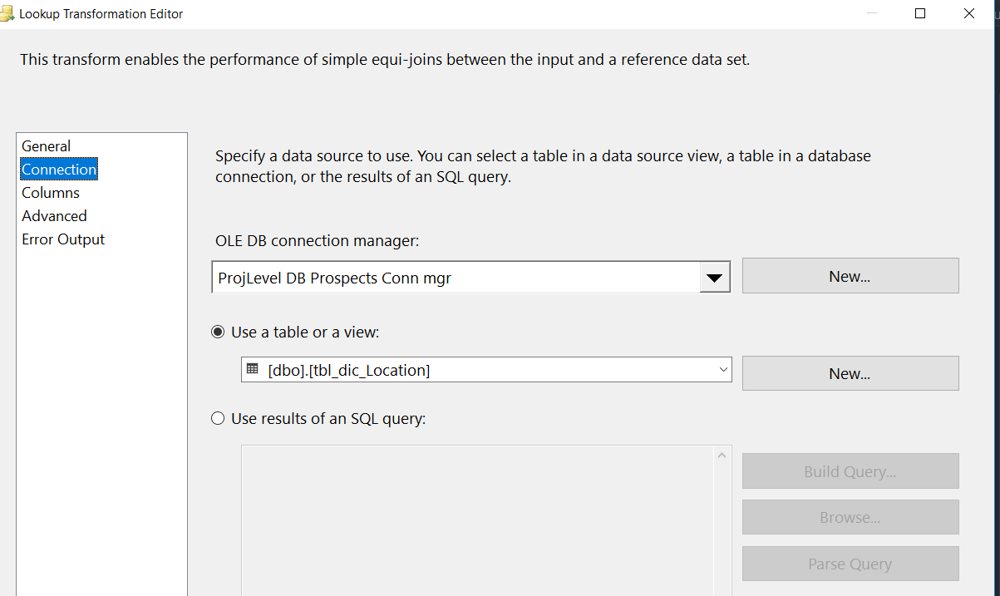 Lookup Transformation Editor
This transform enables the performance of simple equi-joins between the input and a reference data set.
General
Connection
Columns
Advanced
Error Output
Specify a data source to use. You can select a table in a data source view, a table in a database
connection, or the results of an SQL query.
OLE DB connection manager:
ProjLevel DB Prospects Conn mgr
New...
Use a table or a view:
[dbo].[tbl_dic_Location]
New...
Use results of an SQL query:
Build Query...
Browse...
Parse Query